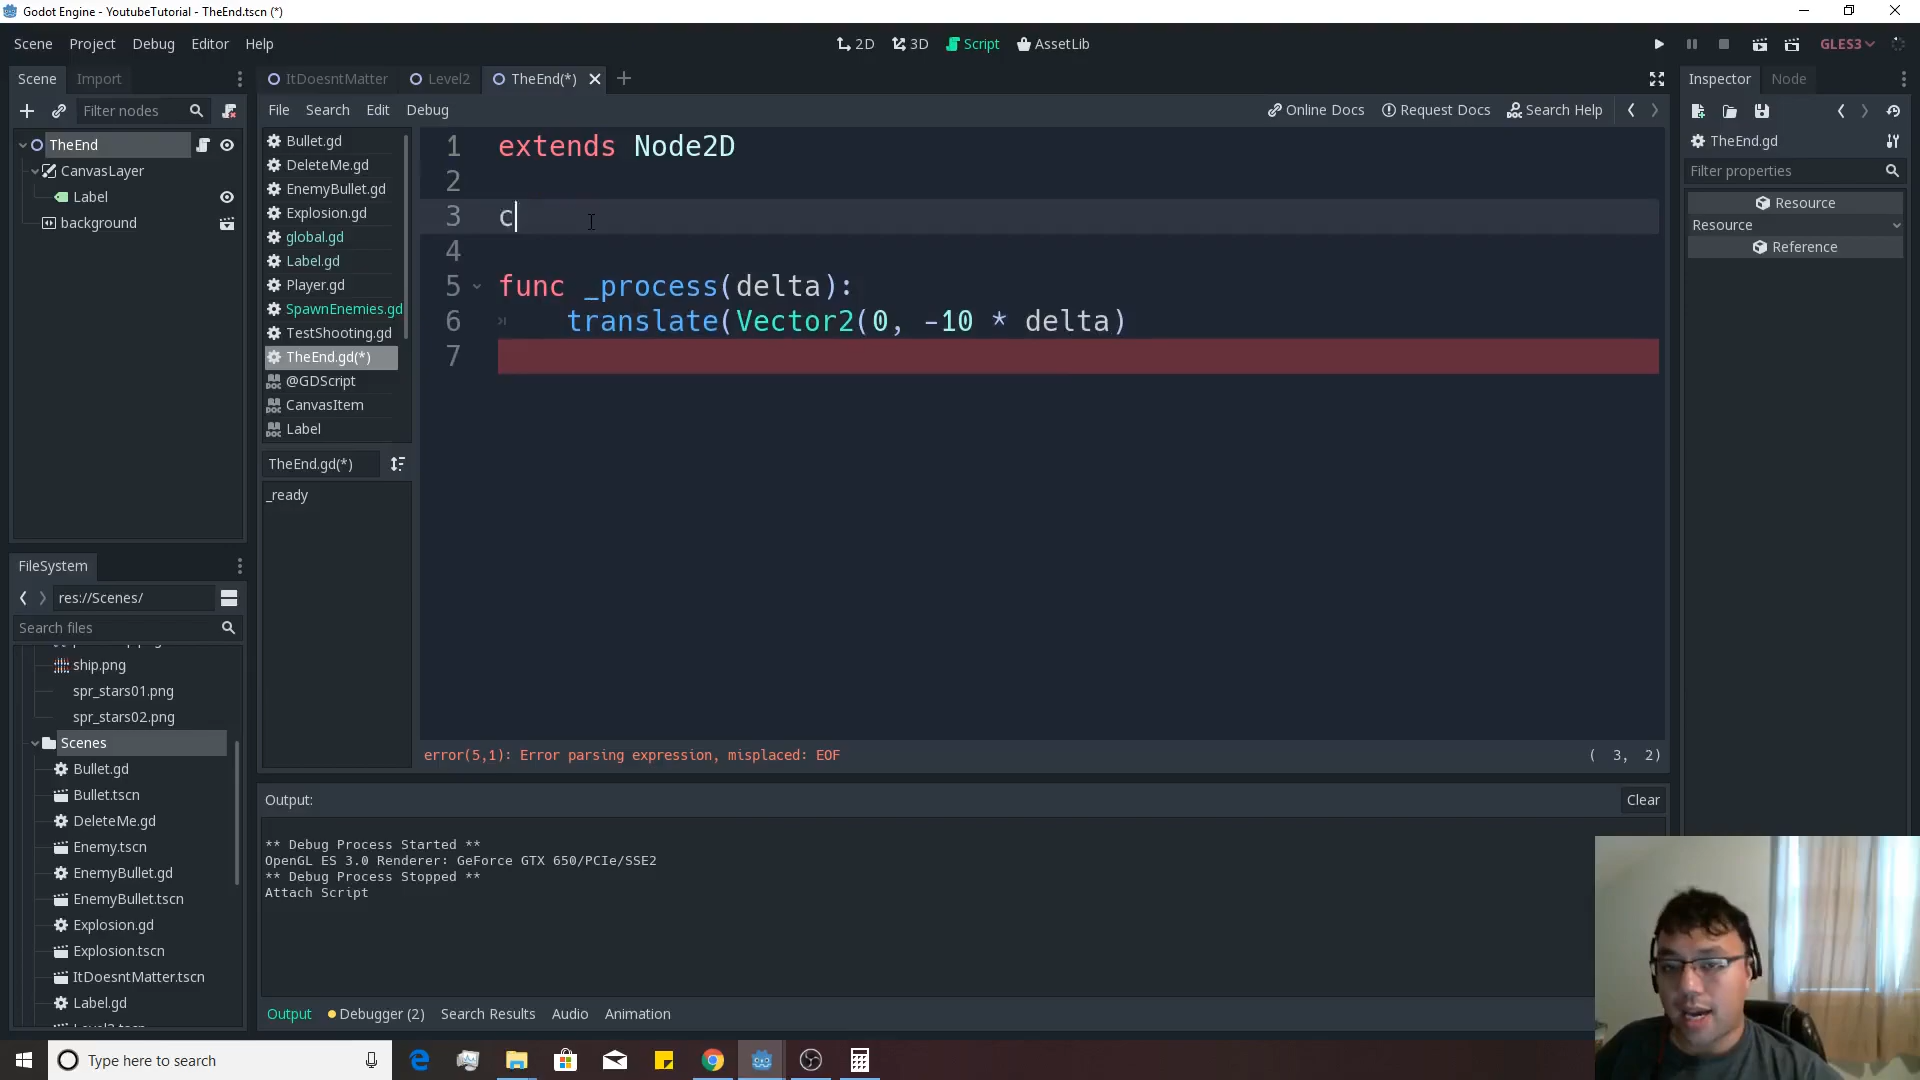 Godot Engine - YoutubeTutorial - TheEnd.tscn (*)
Scene Project Debug Editor Help
2D 3D Script AssetLib
GLES3
Scene Import
ItDoesntMatter Level2 TheEnd(*)
Inspector Node
Filter nodes
File Search Edit Debug
Online Docs Request Docs Search Help
TheEnd
CanvasLayer
Label
background
Bullet.gd
DeleteMe.gd
EnemyBullet.gd
Explosion.gd
global.gd
Label.gd
Player.gd
SpawnEnemies.gd
TestShooting.gd
TheEnd.gd(*)
@GDScript
CanvasItem
Label
TheEnd.gd(*)
_ready
1 extends Node2D
2
3 c
4
5 func _process(delta):
6 translate(Vector2(0, -10 * delta)
7
error(5,1): Error parsing expression, misplaced: EOF
( 3, 2)
TheEnd.gd
Filter properties
Resource
Resource
Reference
FileSystem
res://Scenes/
Search files
ship.png
spr_stars01.png
spr_stars02.png
Scenes
Bullet.gd
Bullet.tscn
DeleteMe.gd
Enemy.tscn
EnemyBullet.gd
EnemyBullet.tscn
Explosion.gd
Explosion.tscn
ItDoesntMatter.tscn
Label.gd
Output:
Clear
** Debug Process Started **
OpenGL ES 3.0 Renderer: GeForce GTX 650/PCIe/SSE2
** Debug Process Stopped **
Attach Script
Output Debugger (2) Search Results Audio Animation
Type here to search